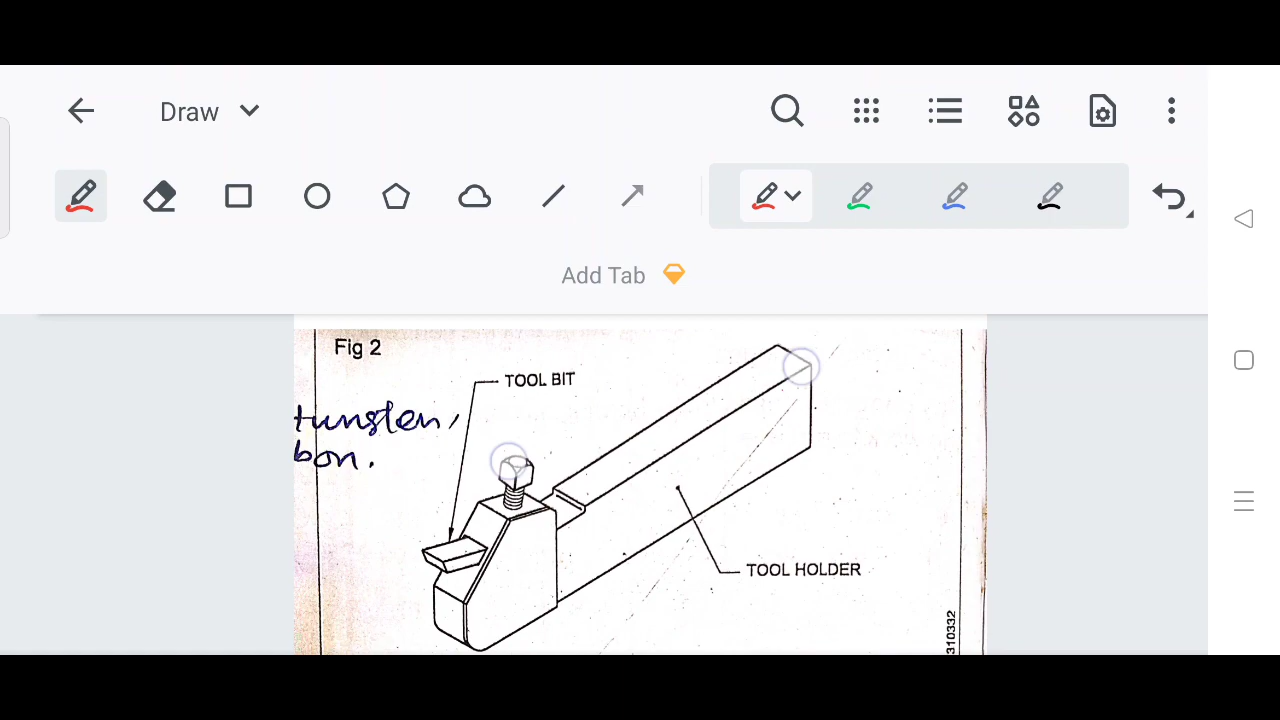 Draw
Add Tab
Fig 2
TOOL BIT
tunsten,
bon.
TOOL HOLDER
310332